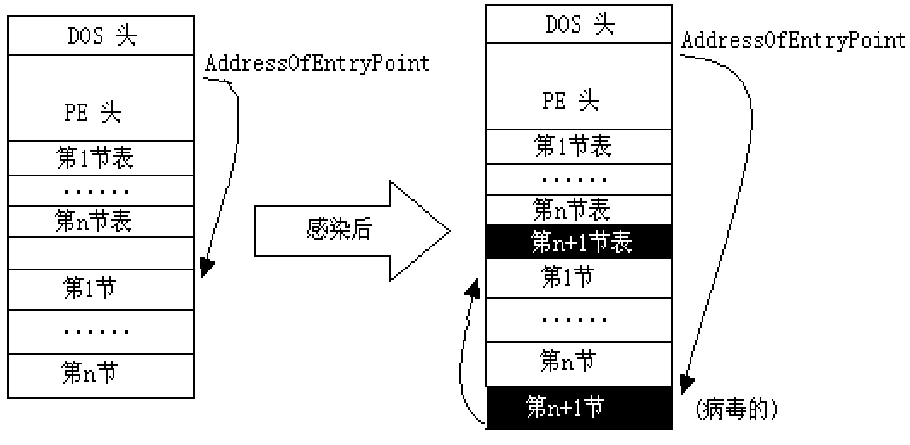 DOS 头
AddressOfEntryPoint
PE 头
第1节表
······
第n节表
第1节
······
第n节
感染后
DOS 头
AddressOfEntryPoint
PE 头
第1节表
······
第n节表
第n+1节表
第1节
······
第n节
第n+1节
(病毒的)